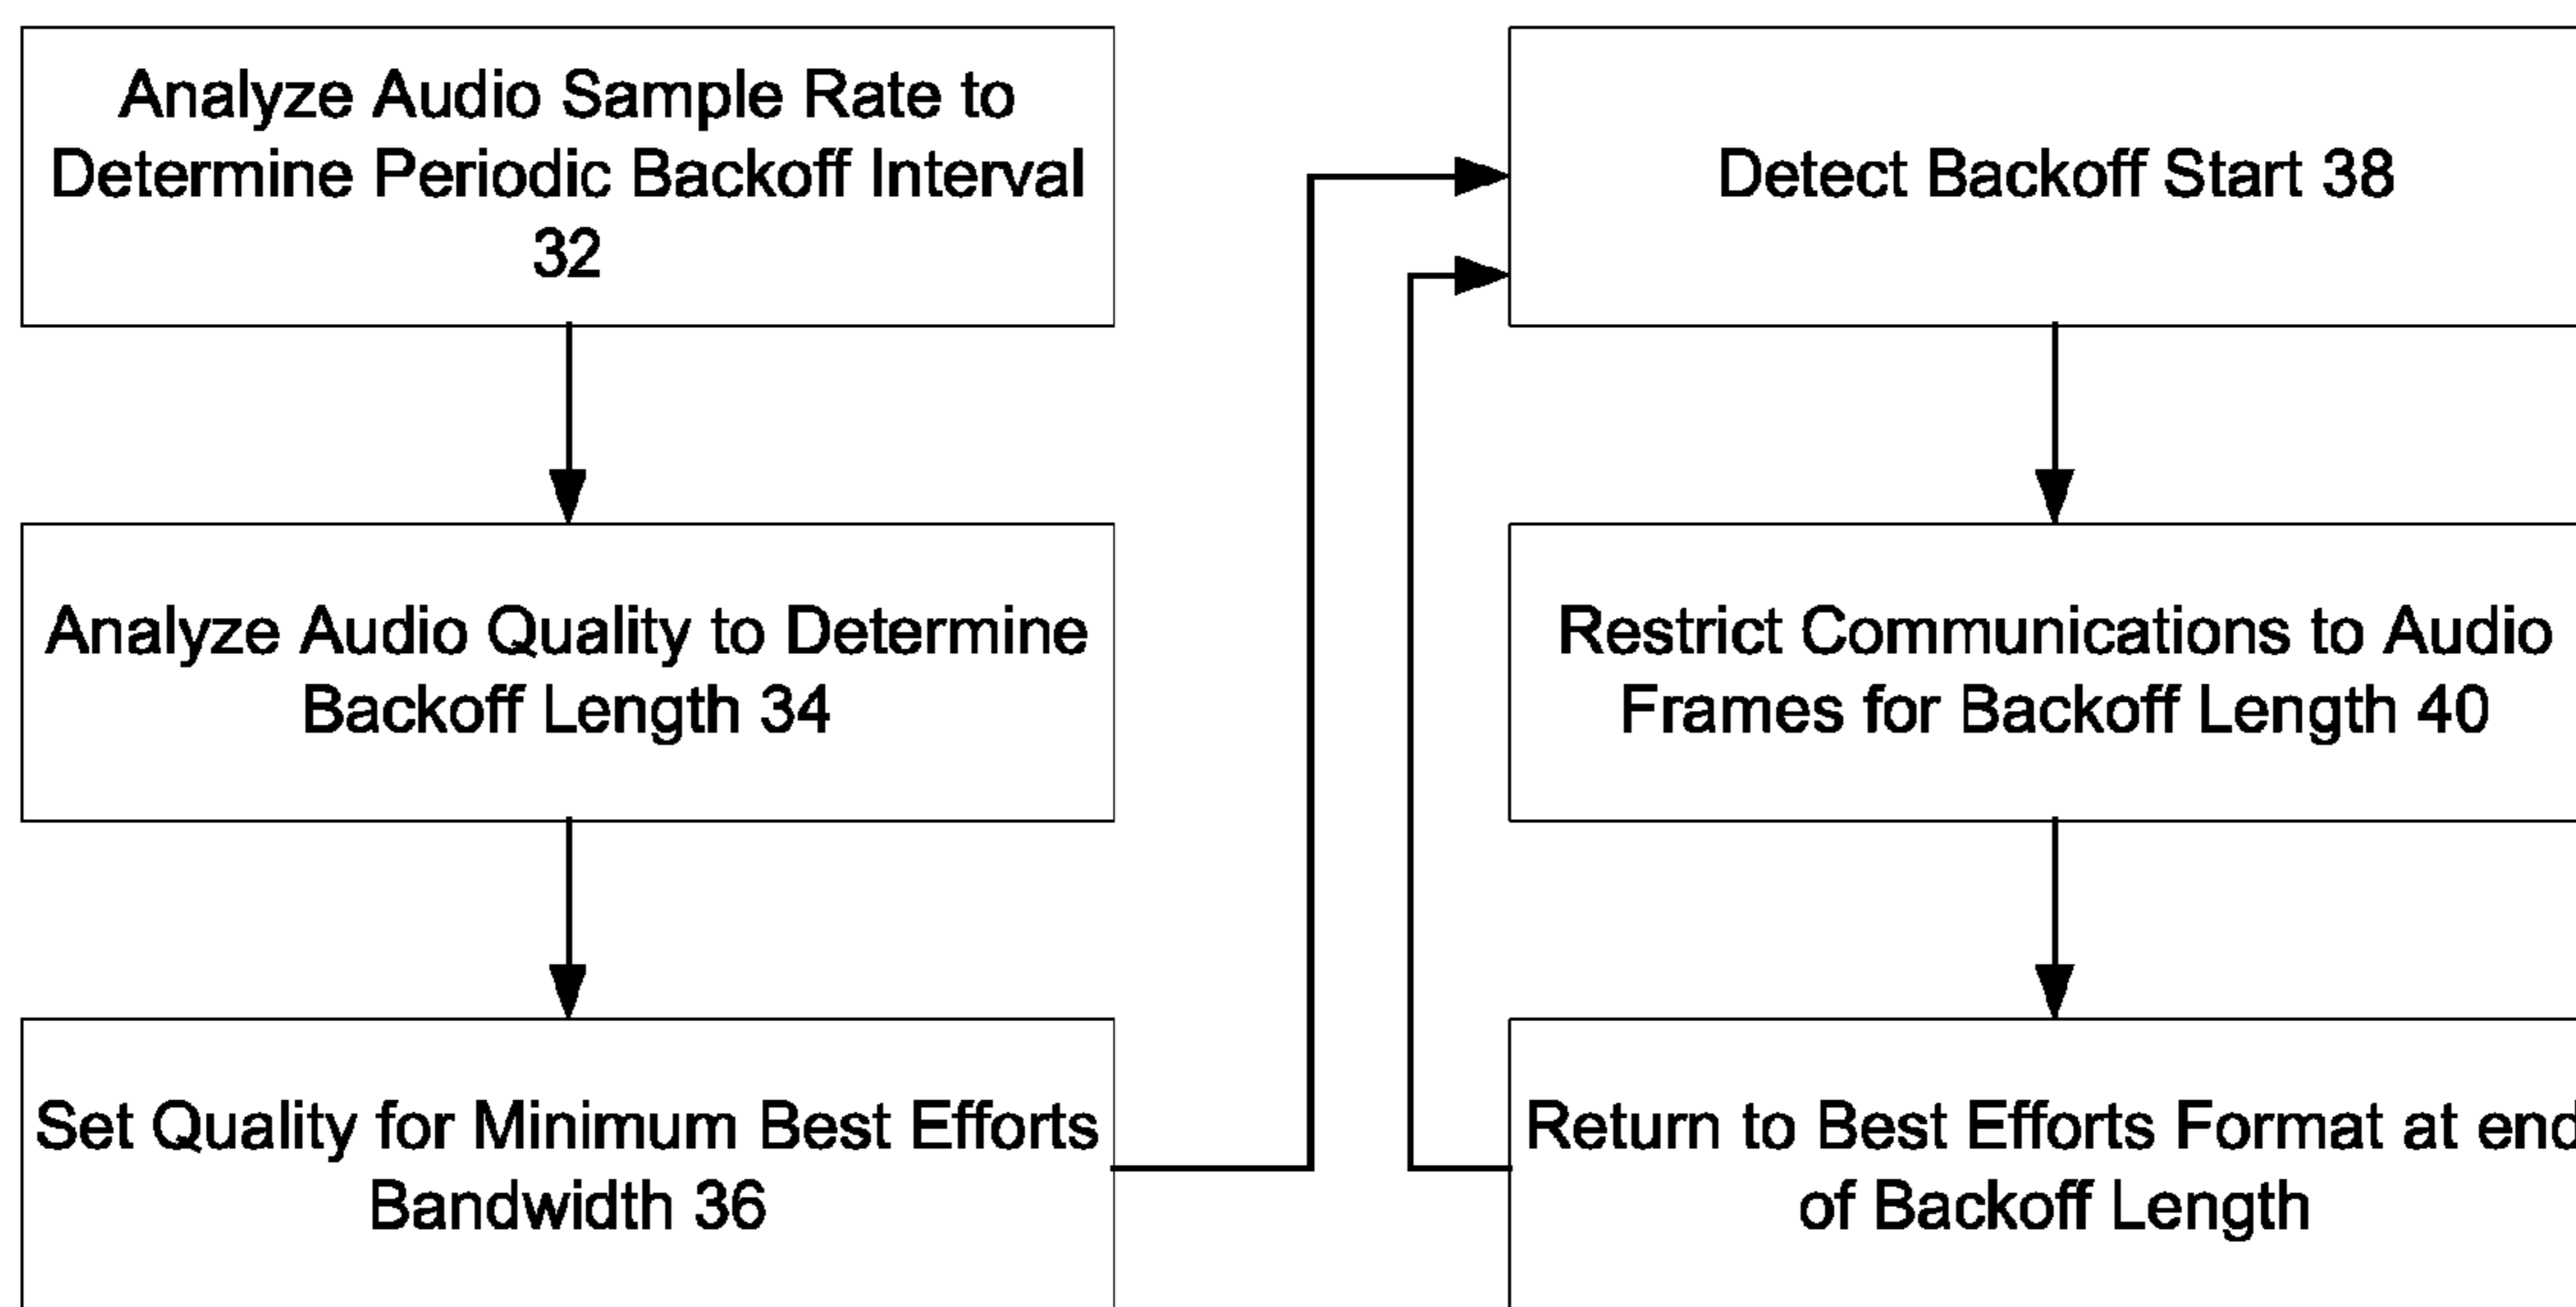 Analyze Audio Sample Rate to
Determine Periodic Backoff Interval
32
Analyze Audio Quality to Determine
Backoff Length 34
Set Quality for Minimum Best Efforts
Bandwidth 36
Detect Backoff Start 38
Restrict Communications to Audio
Frames for Backoff Length 40
Return to Best Efforts Format at end
of Backoff Length